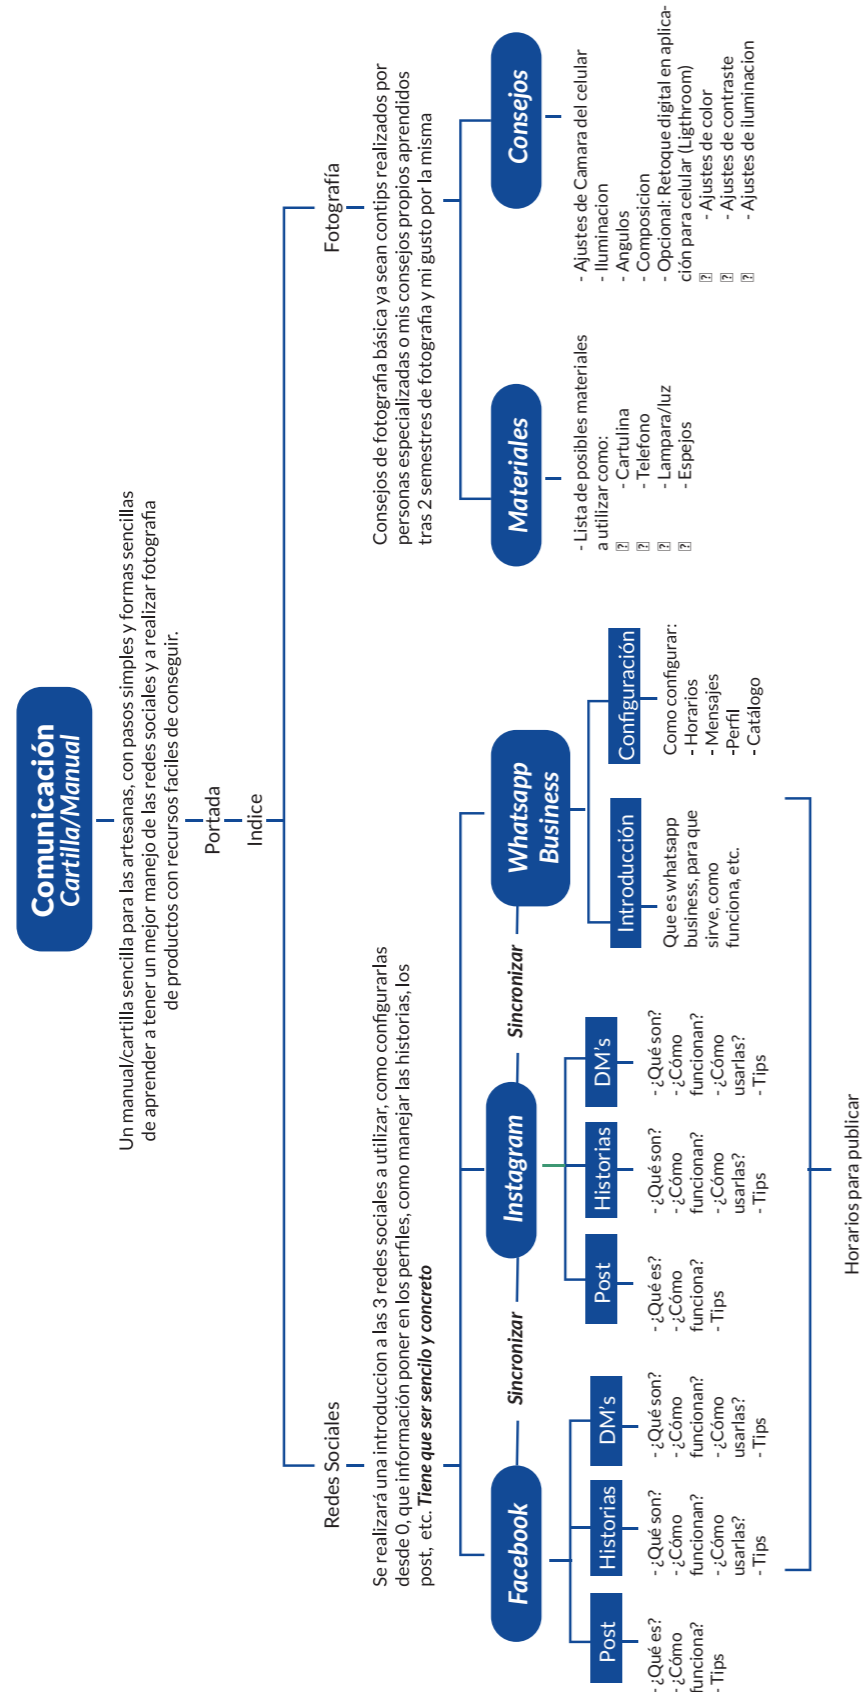 Comunicación
Cartilla/Manual
Un manual/cartilla sencilla para las artesanas, con pasos simples y formas sencillas
de aprender a tener un mejor manejo de las redes sociales y a realizar fotografia
de productos con recursos faciles de conseguir.
Portada
Indice
Redes Sociales
Se realizará una introduccion a las 3 redes sociales a utilizar, como configurarlas
desde 0, que información poner en los perfiles, como manejar las historias, los
post, etc. Tiene que ser sencilo y concreto
Facebook
Sincronizar
Instagram
Sincronizar
Whatsapp
Business
Post
- ¿Qué es?
- ¿Cómo
funciona?
- Tips
Historias
- ¿Qué son?
- ¿Cómo
funcionan?
- ¿Cómo
usarlas?
- Tips
DM's
- ¿Qué son?
- ¿Cómo
funcionan?
- ¿Cómo
usarlas?
- Tips
Post
- ¿Qué es?
- ¿Cómo
funciona?
- Tips
Historias
- ¿Qué son?
- ¿Cómo
funcionan?
- ¿Cómo
usarlas?
- Tips
DM's
- ¿Qué son?
- ¿Cómo
funcionan?
- ¿Cómo
usarlas?
- Tips
Introducción
Que es whatsapp
business, para que
sirve, como
funciona, etc.
Configuración
Como configurar:
- Horarios
- Mensajes
-Perfil
- Catálogo
Horarios para publicar
Fotografía
Consejos de fotografia básica ya sean contips realizados por
personas especializadas o mis consejos propios aprendidos
tras 2 semestres de fotografia y mi gusto por la misma
Materiales
- Lista de posibles materiales
a utilizar como:
- Cartulina
- Telefono
- Lampara/luz
- Espejos
Consejos
- Ajustes de Camara del celular
- Iluminacion
- Angulos
- Composicion
- Opcional: Retoque digital en aplica-
ción para celular (Ligthroom)
- Ajustes de color
- Ajustes de contraste
- Ajustes de iluminacion